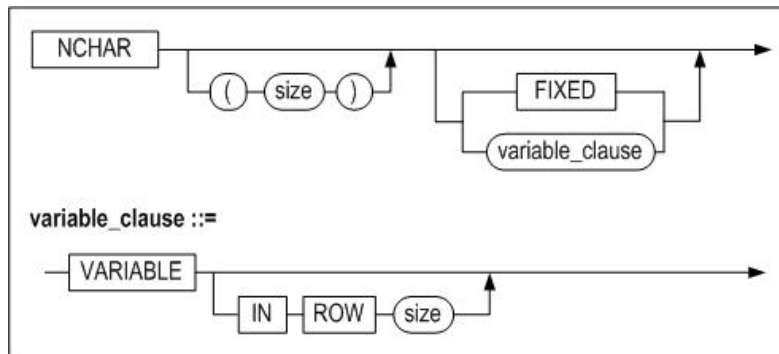 NCHAR
( size )
FIXED
variable_clause
variable_clause ::=
VARIABLE
IN ROW size